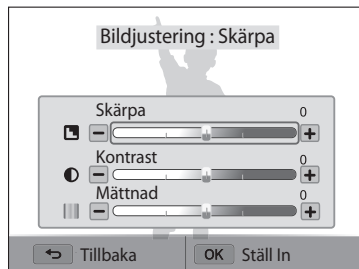 Bildjustering : Skärpa
Skärpa 0
Kontrast 0
Mättnad 0
Tillbaka OK Ställ In